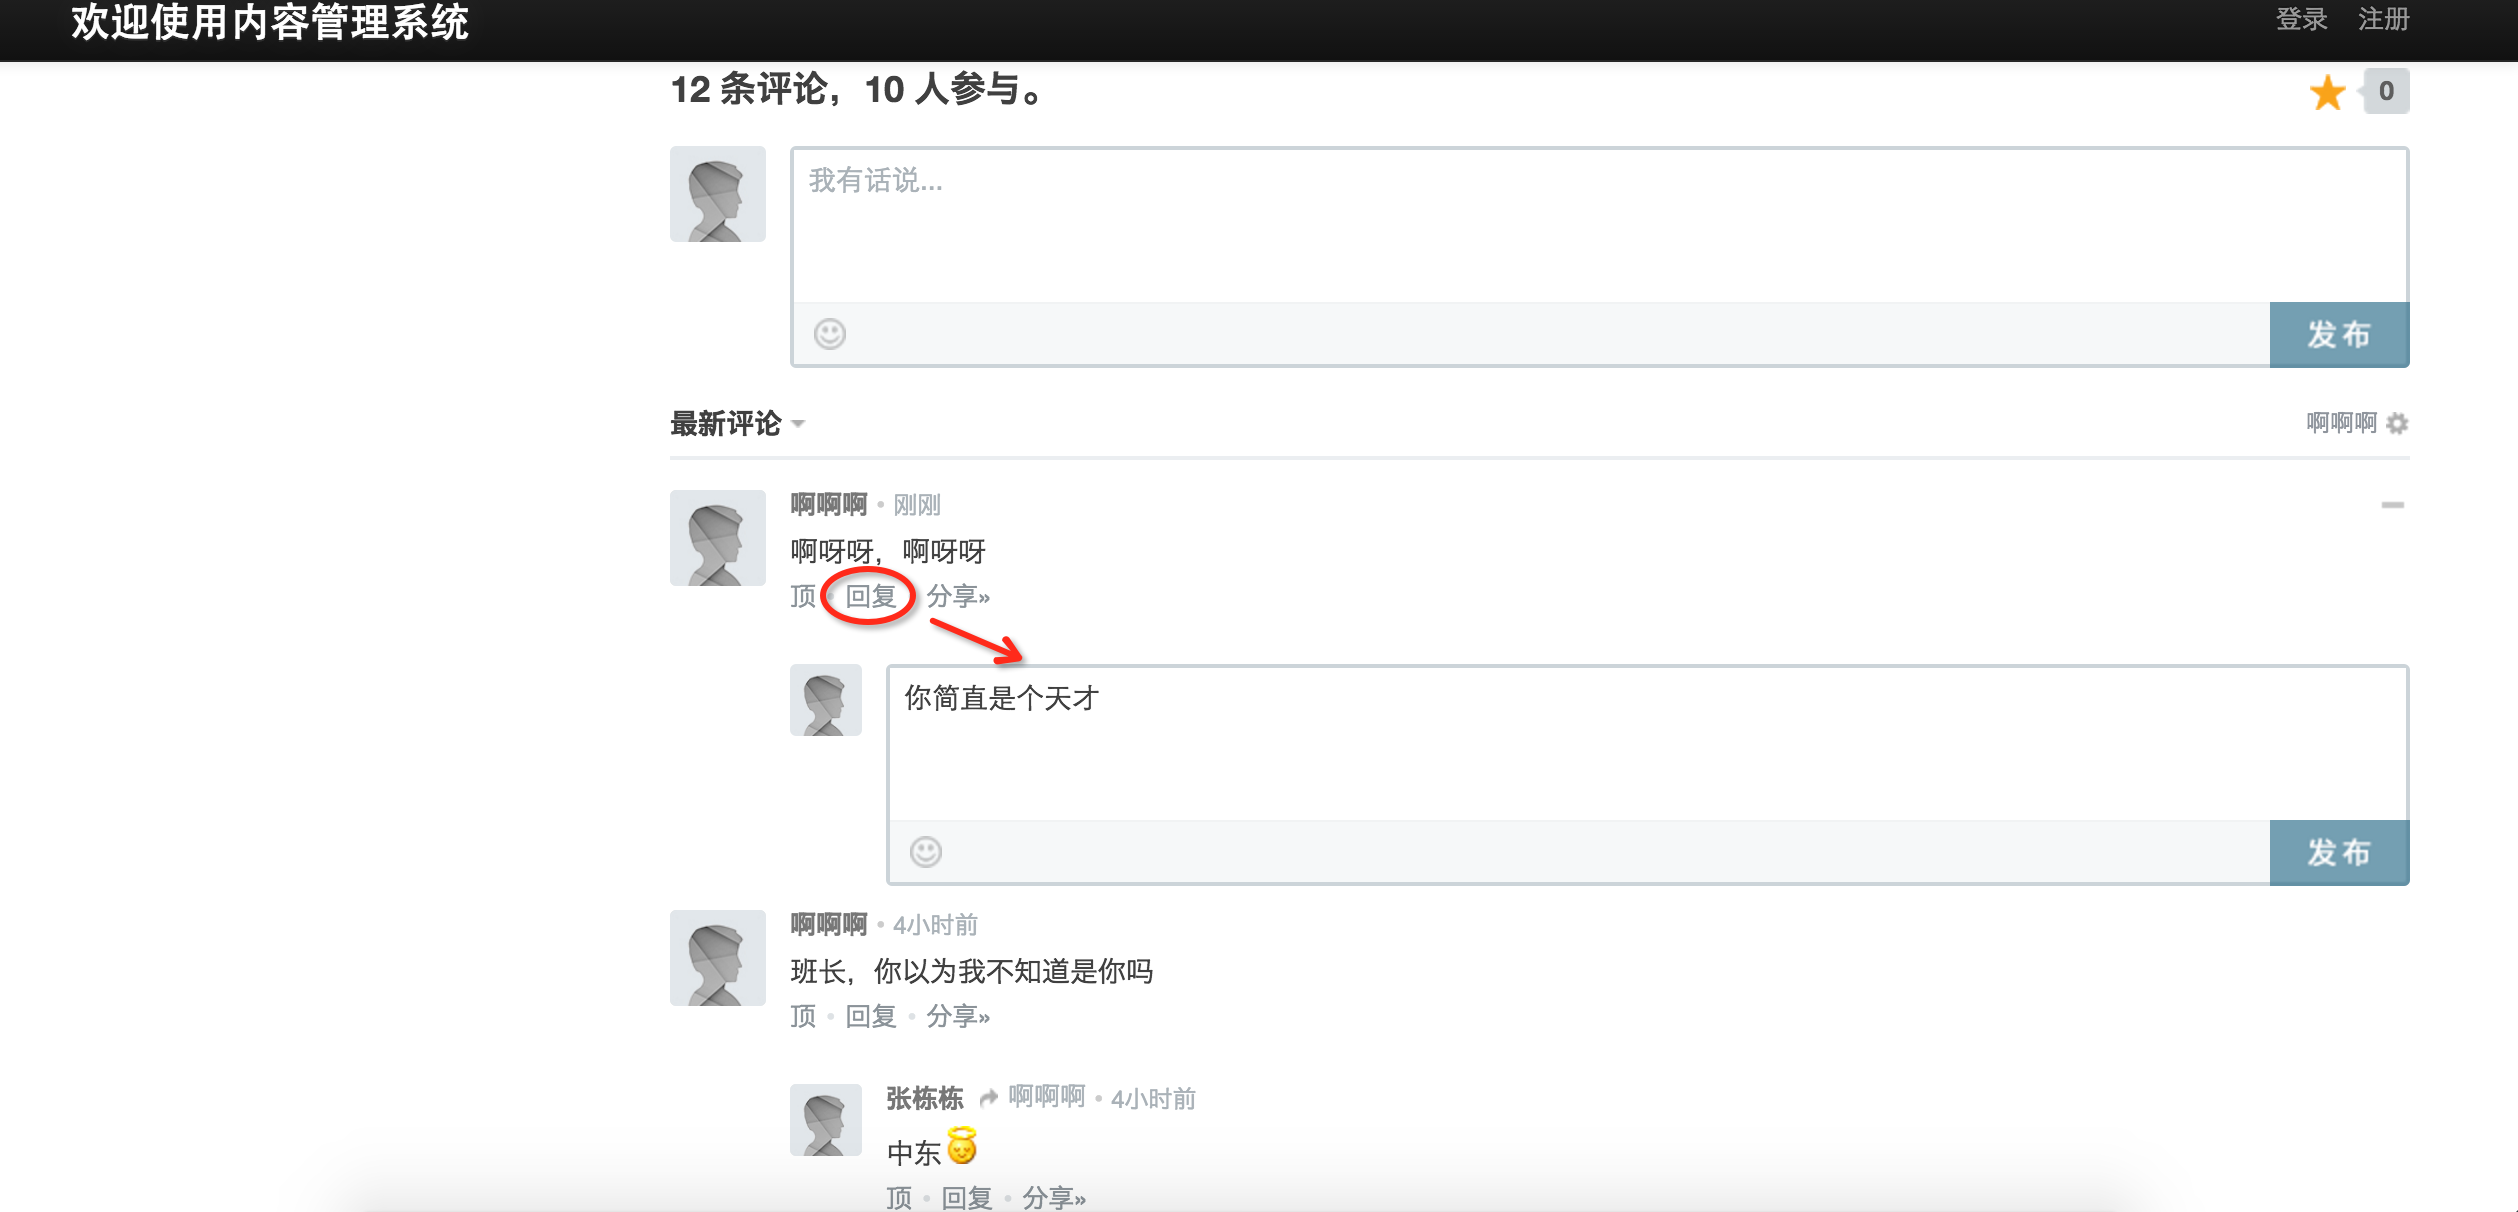 欢迎使用内容管理系统
登录 注册
12 条评论，10 人参与。
0
我有话说...
发布
最新评论
啊啊啊
啊啊啊 • 刚刚
啊呀呀，啊呀呀
顶 • 回复 分享»
你简直是个天才
发布
啊啊啊 • 4小时前
班长，你以为我不知道是你吗
顶 • 回复 • 分享»
张栋栋 啊啊啊 • 4小时前
中东
顶 • 回复 • 分享»